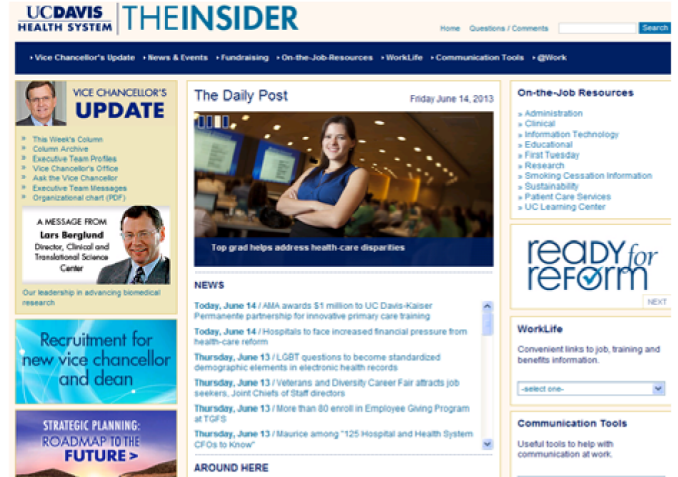 UCDAVIS
HEALTH SYSTEM
THEINSIDER
Home Questions / Comments Search
Vice Chancellor's Update News & Events Fundraising On-the-Job-Resources WorkLife Communication Tools @Work
VICE CHANCELLOR'S
UPDATE
» This Week's Column
» Column Archive
» Executive Team Profiles
» Vice Chancellor's Office
» Ask the Vice Chancellor
» Executive Team Messages
» Organizational chart (PDF)
A MESSAGE FROM
Lars Berglund
Director, Clinical and
Translational Science
Center
Our leadership in advancing biomedical
research
Recruitment for
new vice chancellor
and dean
STRATEGIC PLANNING:
ROADMAP TO THE
FUTURE >
The Daily Post
Friday June 14, 2013
Top grad helps address health-care disparities
NEWS
Today, June 14 / AMA awards $1 million to UC Davis-Kaiser
Permanente partnership for innovative primary care training
Today, June 14 / Hospitals to face increased financial pressure from
health-care reform
Thursday, June 13 / LGBT questions to become standardized
demographic elements in electronic health records
Thursday, June 13 / Veterans and Diversity Career Fair attracts job
seekers, Joint Chiefs of Staff directors
Thursday, June 13 / More than 80 enroll in Employee Giving Program
at TGFS
Thursday, June 13 / Maurice among "125 Hospital and Health System
CFOs to Know"
AROUND HERE
On-the-Job Resources
» Administration
» Clinical
» Information Technology
» Educational
» First Tuesday
» Research
» Smoking Cessation Information
» Sustainability
» Patient Care Services
» UC Learning Center
ready for
reform
NEXT
WorkLife
Convenient links to job, training and
benefits information.
-select one-
Communication Tools
Useful tools to help with
communication at work.